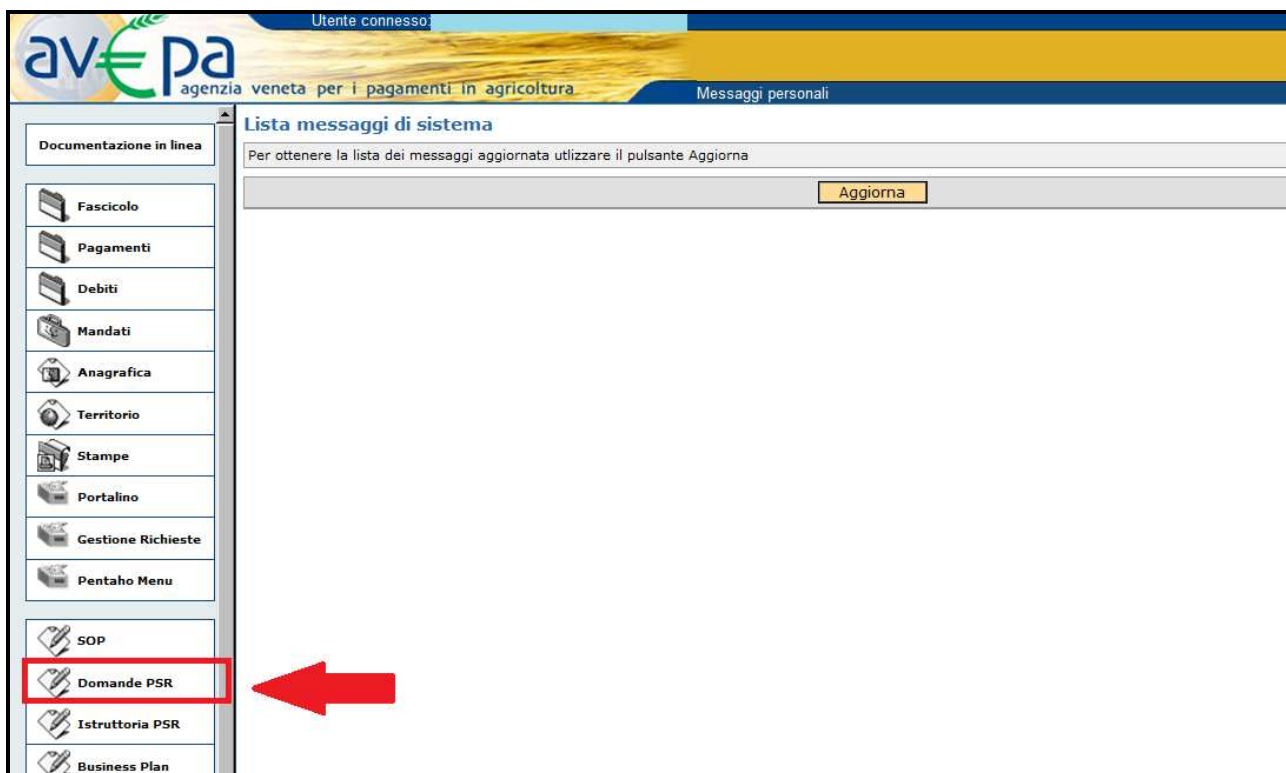 Utente connesso:
avepa
agenzia veneta per i pagamenti in agricoltura
Messaggi personali
Documentazione in linea
Fascicolo
Pagamenti
Debiti
Mandati
Anagrafica
Territorio
Stampe
Portalino
Gestione Richieste
Pentaho Menu
SOP
Domande PSR
Istruttoria PSR
Business Plan
Lista messaggi di sistema
Per ottenere la lista dei messaggi aggiornata utlizzare il pulsante Aggiorna
Aggiorna